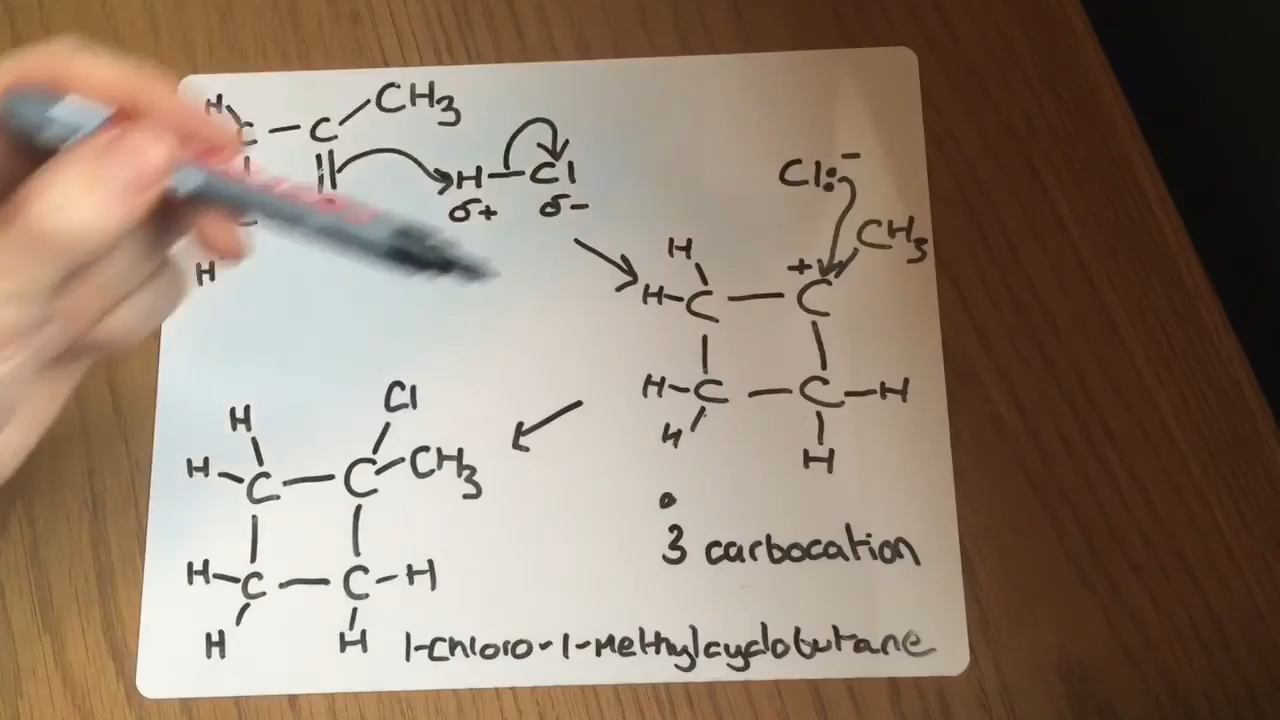 H
C — C
CH3
H — Cl
δ+ δ−
H
Cl:−
CH3
H
+
H-C — C
H-C — C-H
H H
3° carbocation
Cl
H
H-C — C-CH3
H-C — C-H
H H
1-Chloro-1-Methylcyclobutane